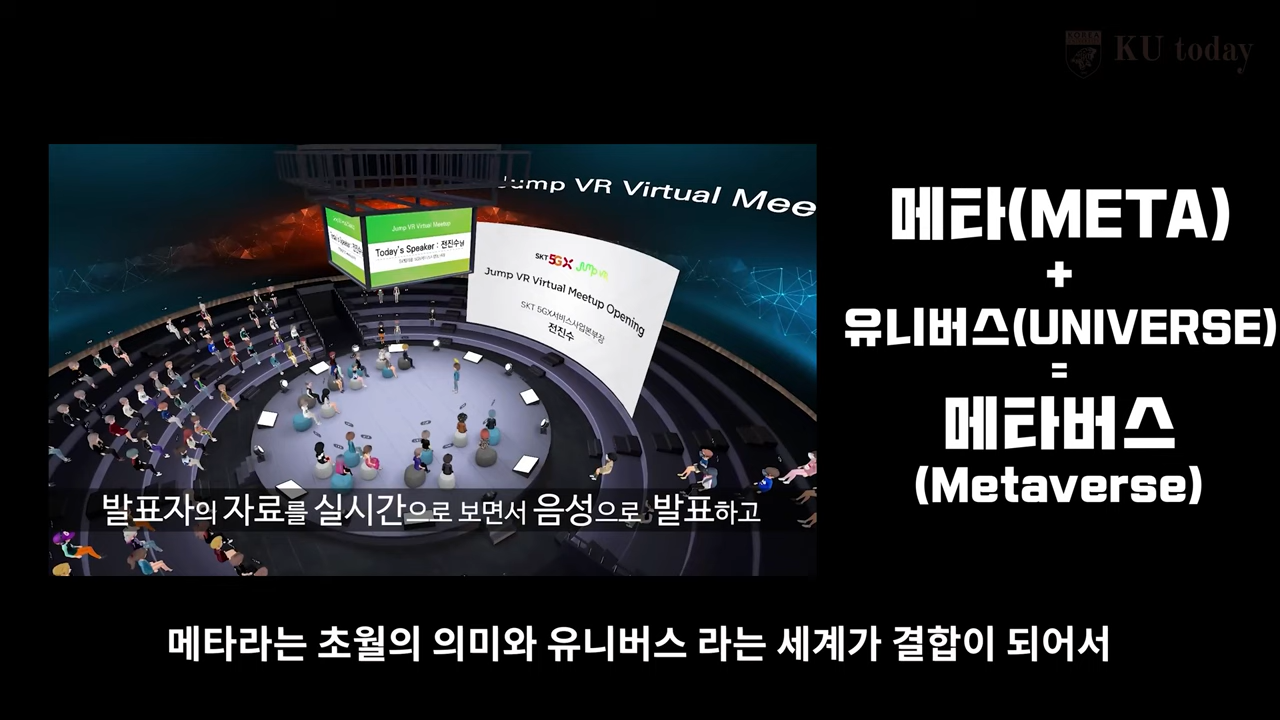 KOREA
KU today
Jump VR Virtual Mee
Jump VR Virtual Meetup
Today's Speaker : 전진수님
SKT 5GX Jump VR
Jump VR Virtual Meetup Opening
SKT 5GX서비스사업본부장
전진수
발표자의 자료를 실시간으로 보면서 음성으로 발표하고
메타(META)
+
유니버스(UNIVERSE)
=
메타버스
(Metaverse)
메타라는 초월의 의미와 유니버스 라는 세계가 결합이 되어서